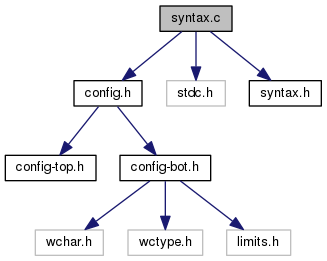 syntax.c
config.h
stdc.h
syntax.h
config-top.h
config-bot.h
wchar.h
wctype.h
limits.h